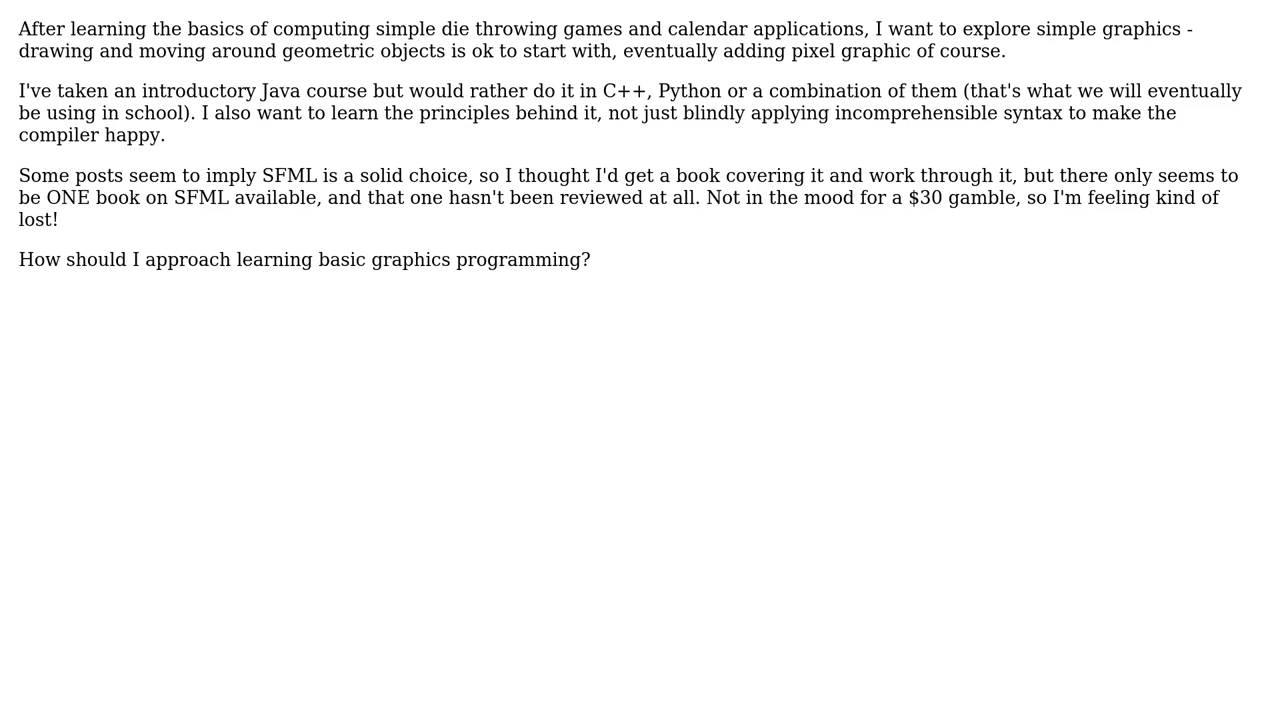 After learning the basics of computing simple die throwing games and calendar applications, I want to explore simple graphics -
drawing and moving around geometric objects is ok to start with, eventually adding pixel graphic of course.
I've taken an introductory Java course but would rather do it in C++, Python or a combination of them (that's what we will eventually
be using in school). I also want to learn the principles behind it, not just blindly applying incomprehensible syntax to make the
compiler happy.
Some posts seem to imply SFML is a solid choice, so I thought I'd get a book covering it and work through it, but there only seems to
be ONE book on SFML available, and that one hasn't been reviewed at all. Not in the mood for a $30 gamble, so I'm feeling kind of
lost!
How should I approach learning basic graphics programming?